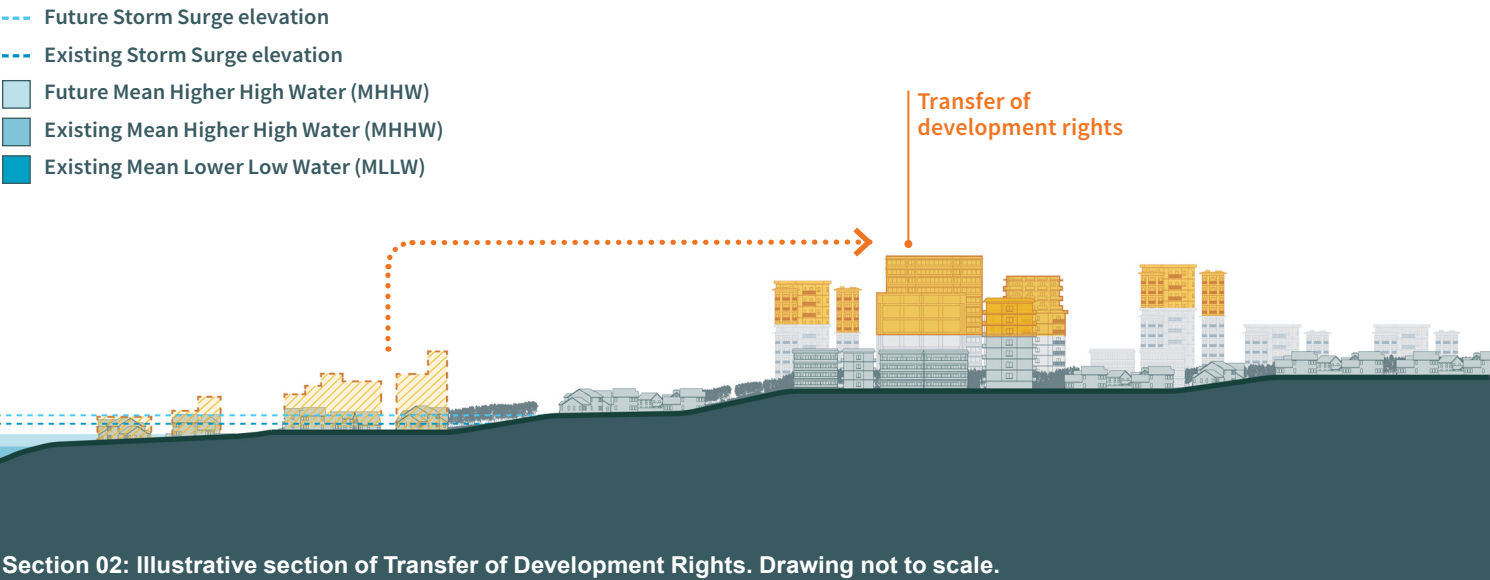 Future Storm Surge elevation
Existing Storm Surge elevation
Future Mean Higher High Water (MHHW)
Existing Mean Higher High Water (MHHW)
Existing Mean Lower Low Water (MLLW)
Transfer of
development rights
Section 02: Illustrative section of Transfer of Development Rights. Drawing not to scale.